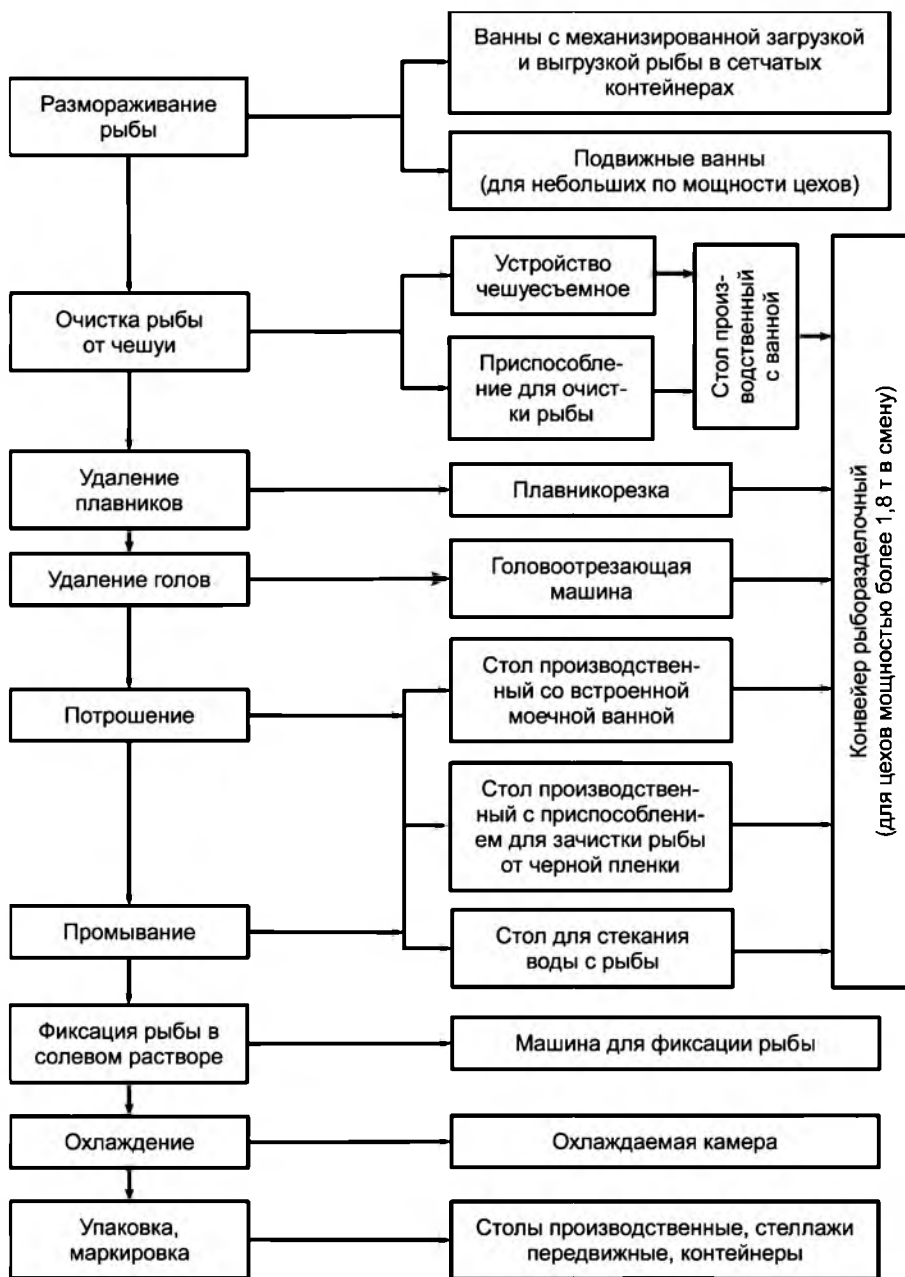 Размораживание
рыбы
Ванны с механизированной загрузкой
и выгрузкой рыбы в сетчатых
контейнерах
Подвижные ванны
(для небольших по мощности цехов)
Очистка рыбы
от чешуи
Устройство
чешуесъемное
Приспособле-
ние для очист-
ки рыбы
Стол произ-
водственный
с ванной
Конвейер рыборазделочный
(для цехов мощностью более 1,8 т в смену)
Удаление
плавников
Плавникорезка
Удаление голов
Головоотрезающая
машина
Потрошение
Стол производствен-
ный со встроенной
моечной ванной
Стол производствен-
ный с приспособлени-
ем для зачистки рыбы
от черной пленки
Промывание
Стол для стекания
воды с рыбы
Фиксация рыбы в
солевом растворе
Машина для фиксации рыбы
Охлаждение
Охлаждаемая камера
Упаковка,
маркировка
Столы производственные, стеллажи
передвижные, контейнеры